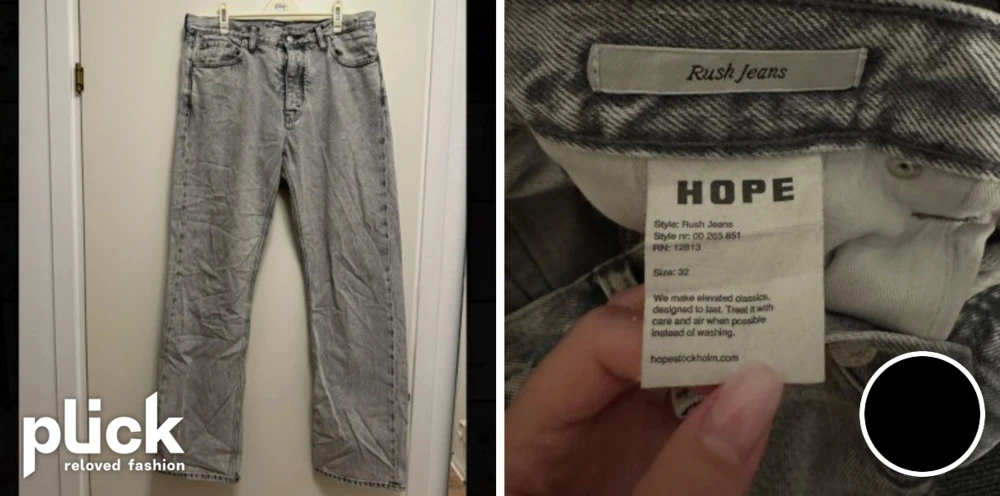 plick
reloved fashion
Rush Jeans
HOPE
Style: Rush Jeans
Style nr: 00 265 851
RN: 12813
Size: 32
We make elevated classics,
designed to last. Treat it with
care and air when possible
instead of washing.
hopestockholm.com